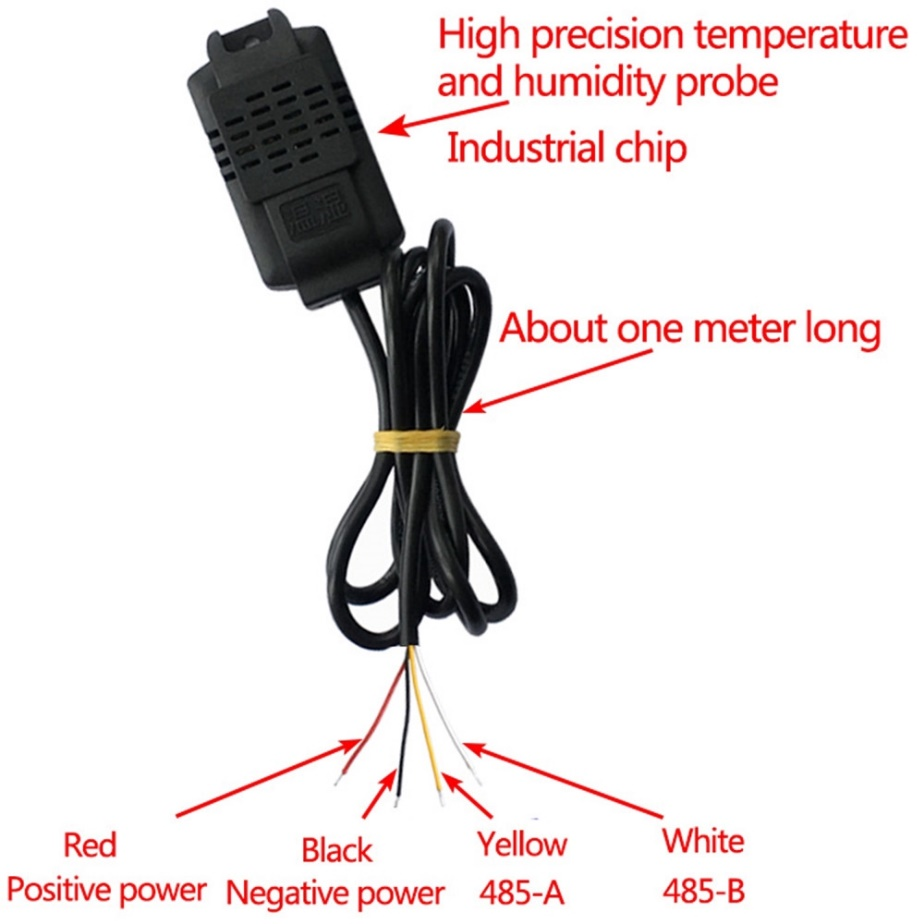 High precision temperature
and humidity probe
Industrial chip
About one meter long
Red
Positive power
Black
Negative power
Yellow
485-A
White
485-B